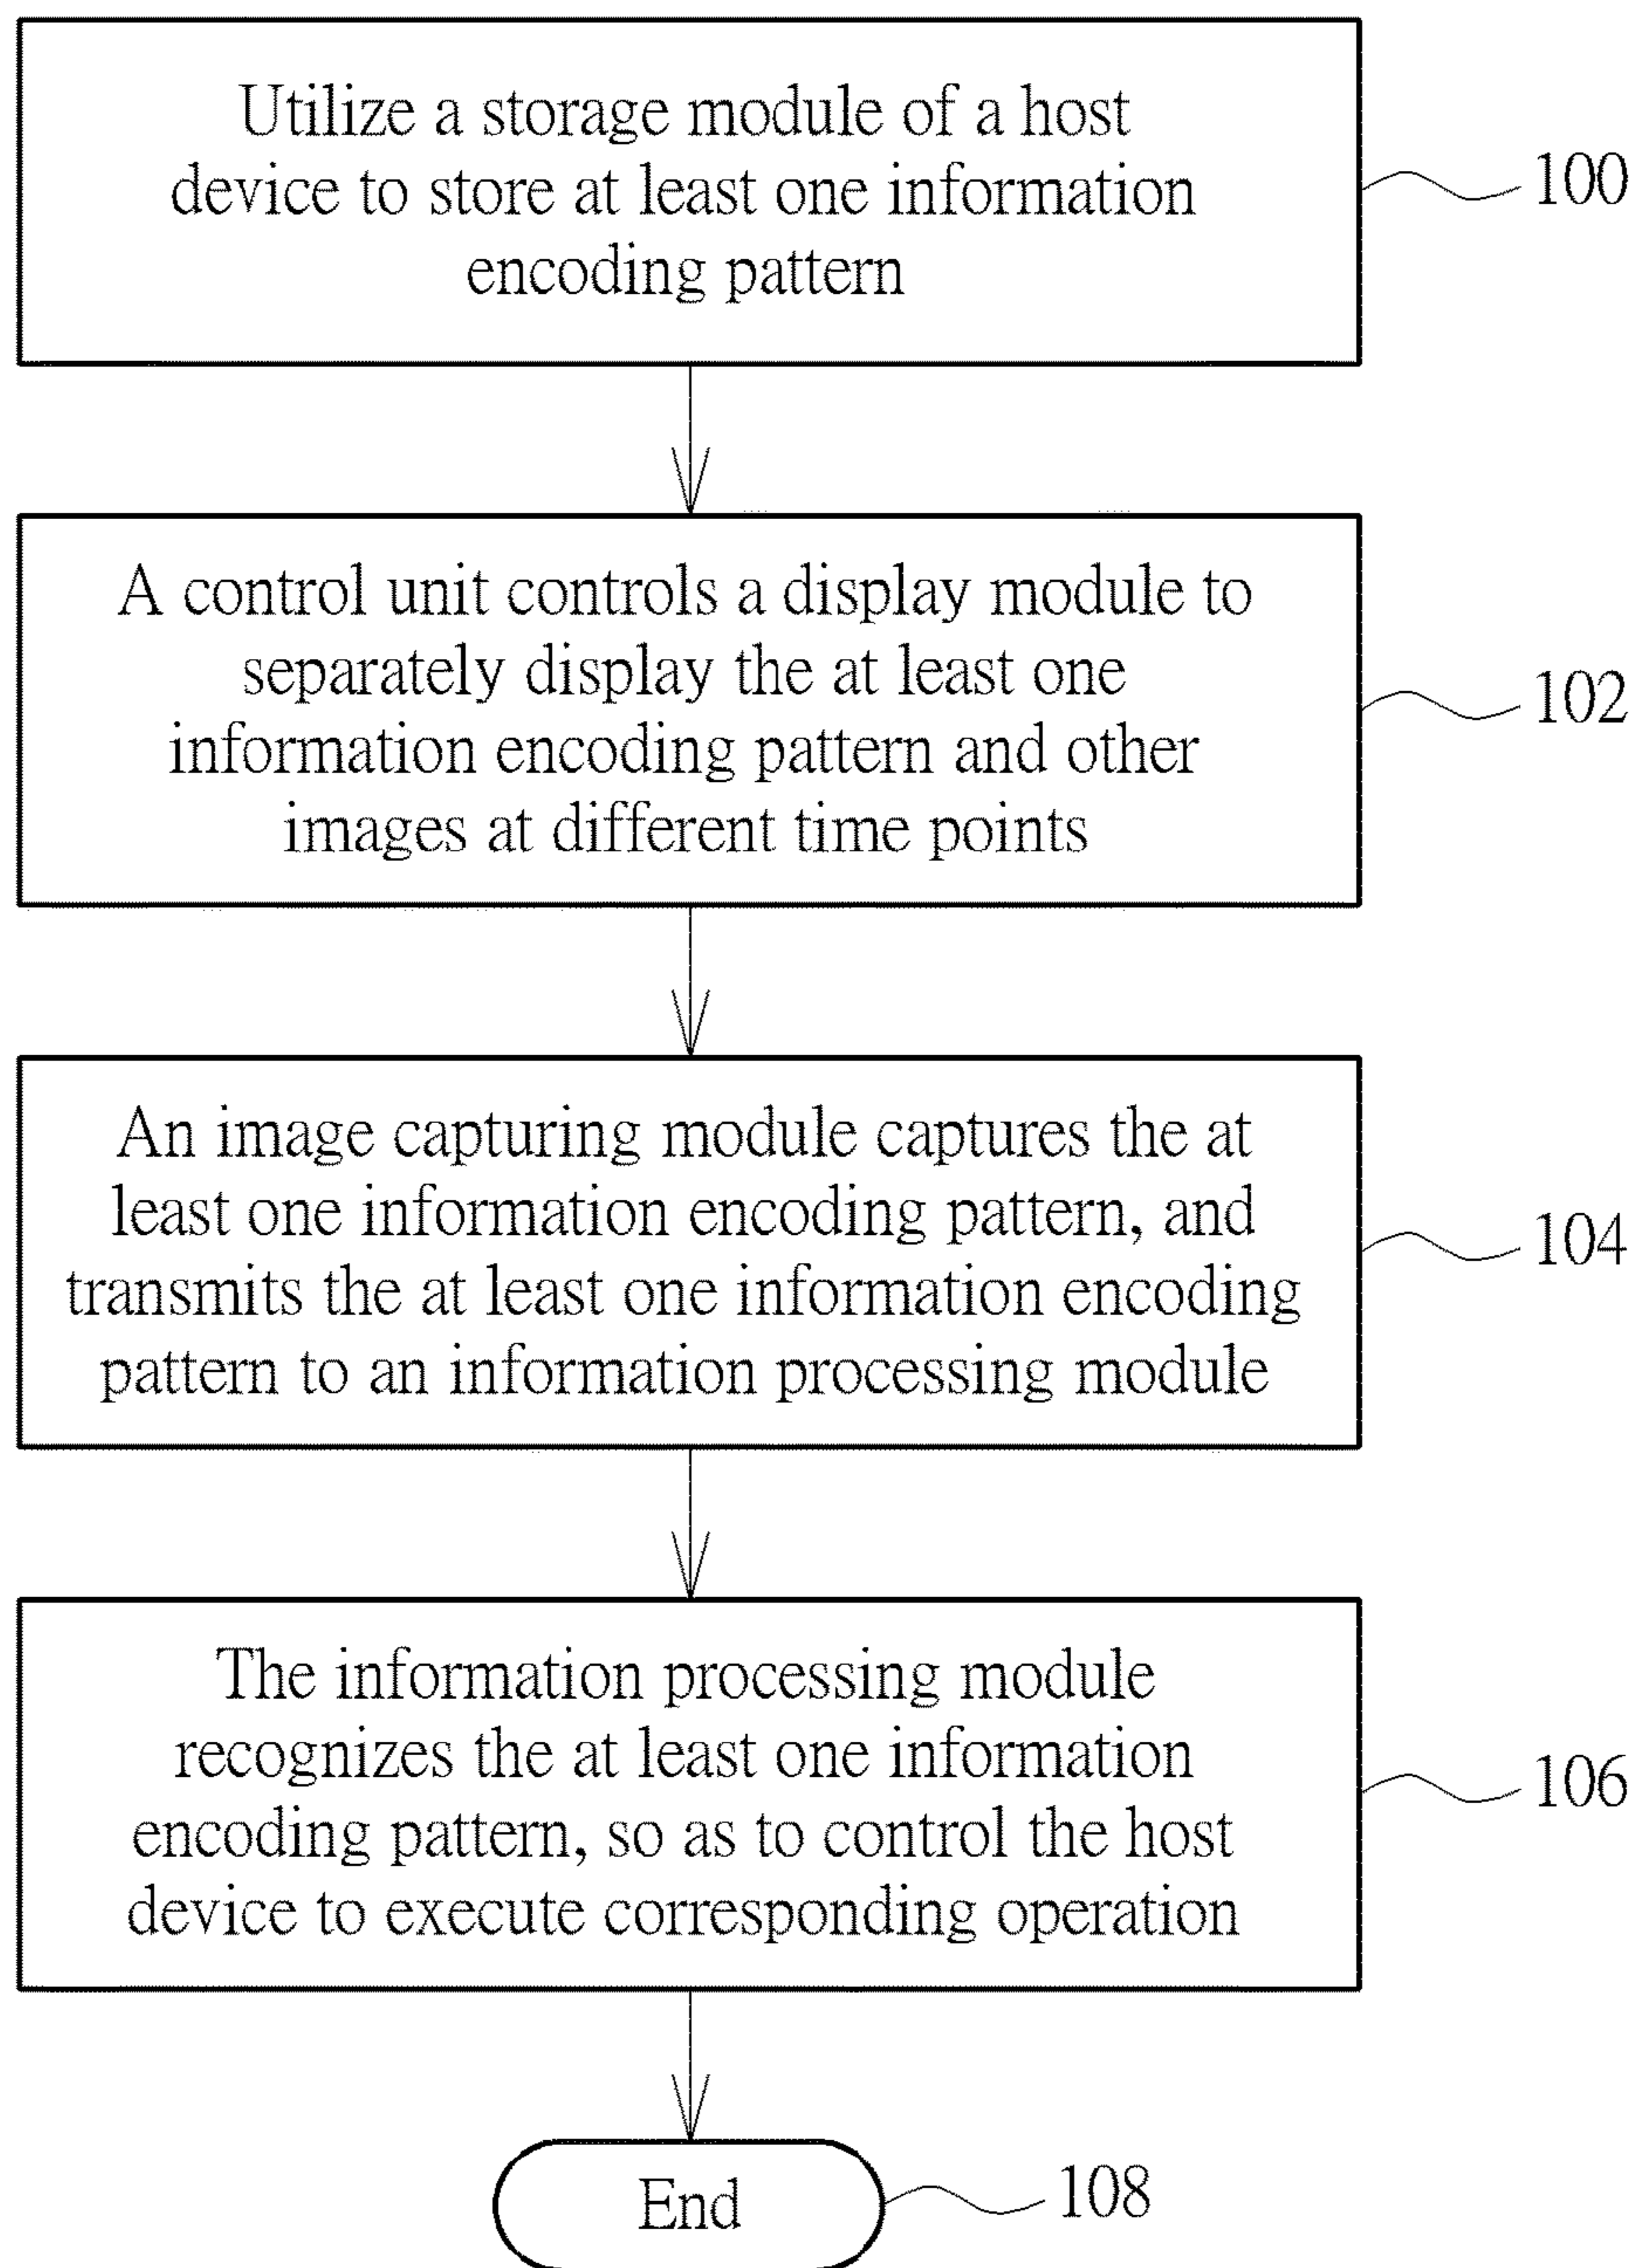 Utilize a storage module of a host
device to store at least one information
encoding pattern
100
A control unit controls a display module to
separately display the at least one
information encoding pattern and other
images at different time points
102
An image capturing module captures the at
least one information encoding pattern, and
transmits the at least one information encoding
pattern to an information processing module
104
The information processing module
recognizes the at least one information
encoding pattern, so as to control the host
device to execute corresponding operation
106
End
108